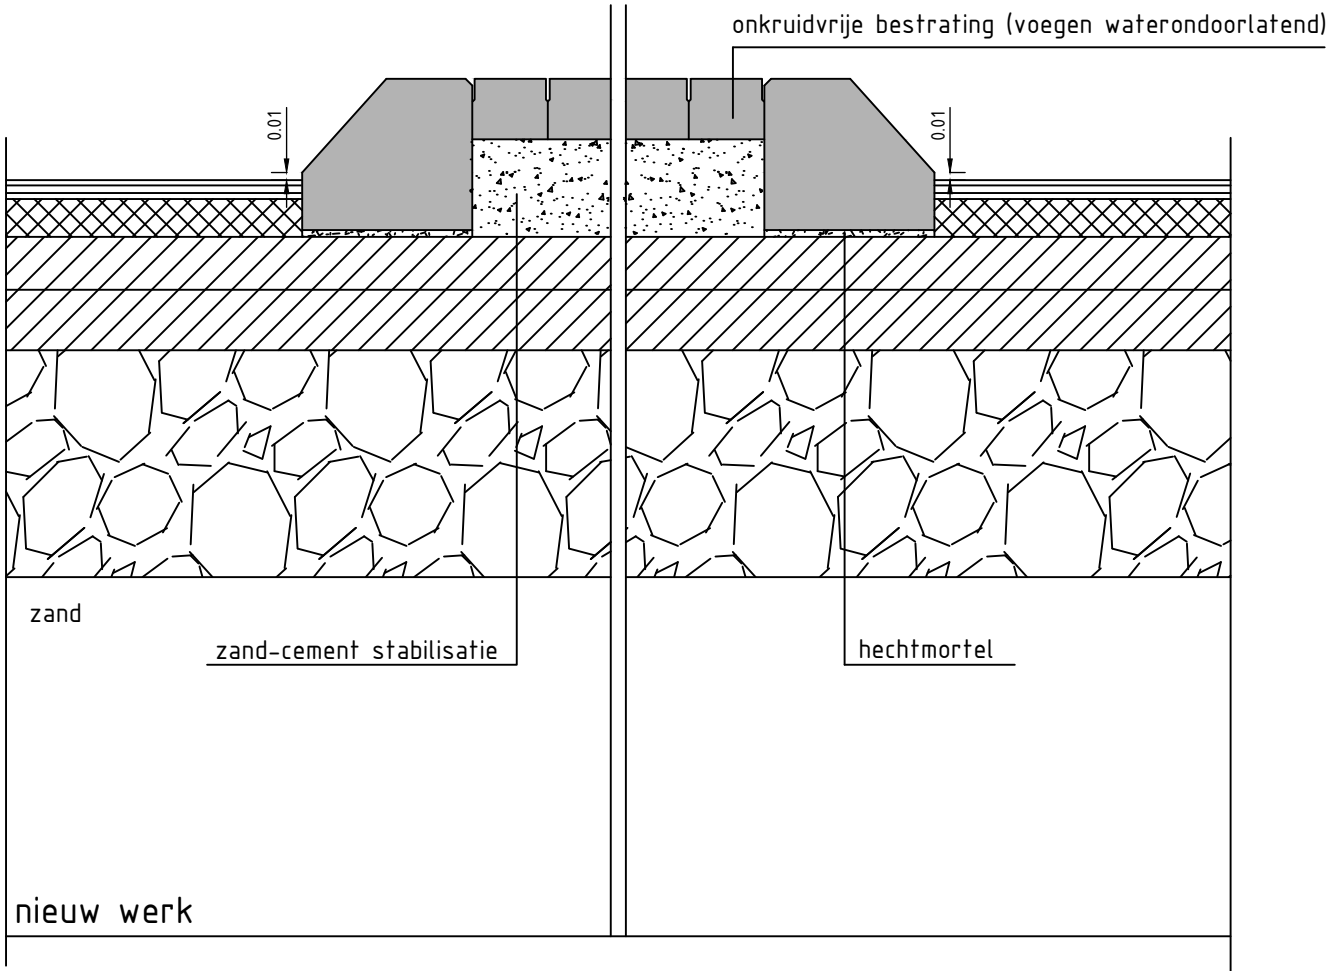 onkruidvrije bestrating (voegen waterondoorlatend)
0.01
0.01
zand
zand-cement stabilisatie
hechtmortel
nieuw werk